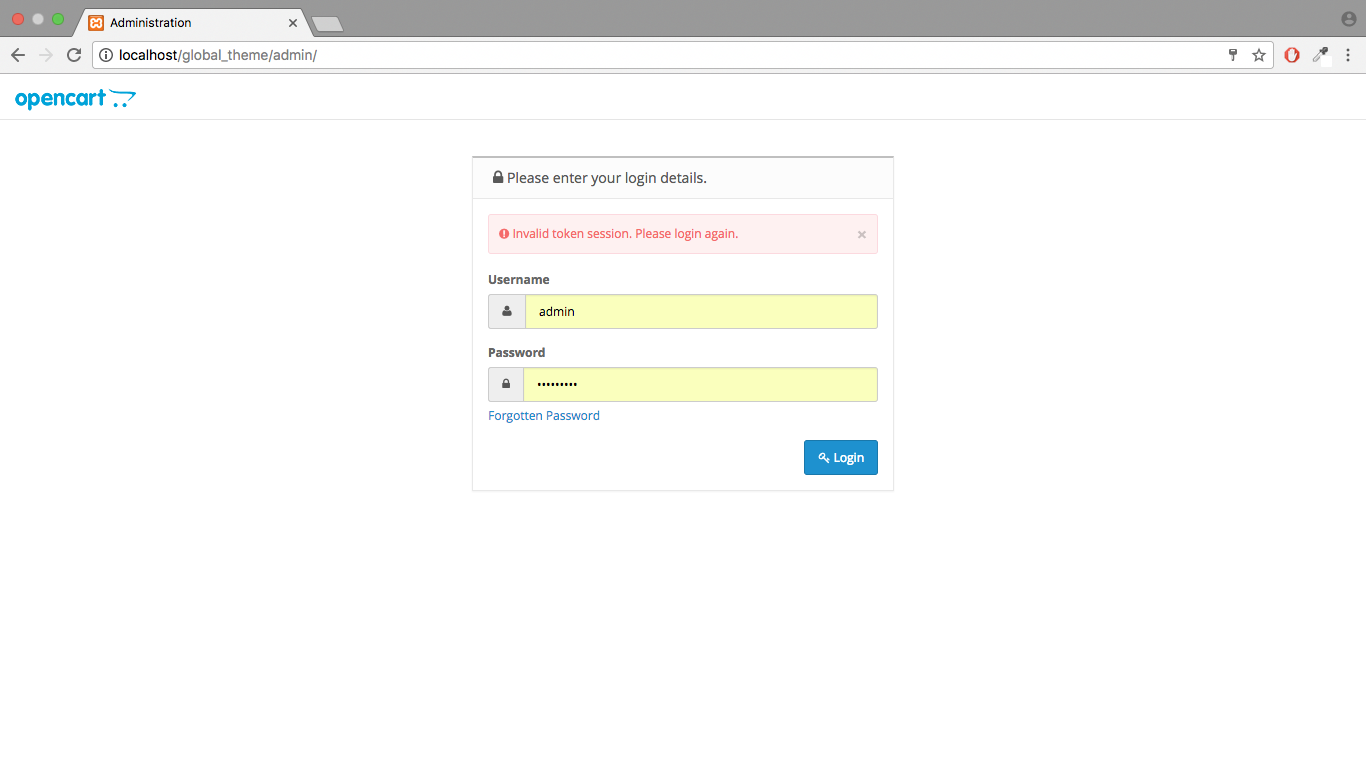 Administration
localhost/global_theme/admin/
opencart
Please enter your login details.
Invalid token session. Please login again.
Username
admin
Password
•••••••••
Forgotten Password
Login